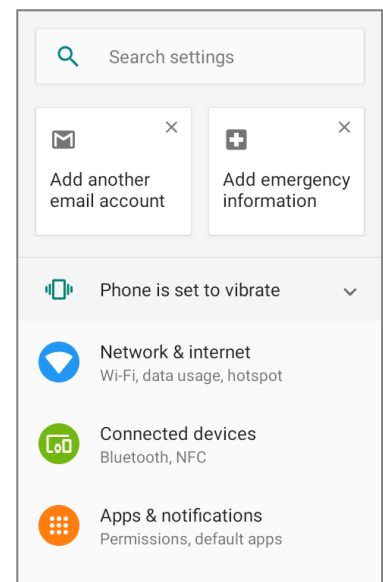 Search settings
Add another
email account
Add emergency
information
Phone is set to vibrate
Network & internet
Wi-Fi, data usage, hotspot
Connected devices
Bluetooth, NFC
Apps & notifications
Permissions, default apps